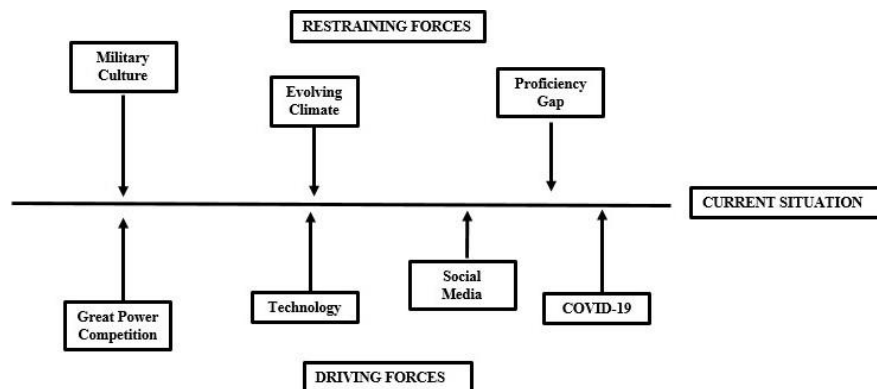 RESTRAINING FORCES
Military
Culture
Evolving
Climate
Proficiency
Gap
CURRENT SITUATION
Great Power
Competition
Technology
Social
Media
COVID-19
DRIVING FORCES